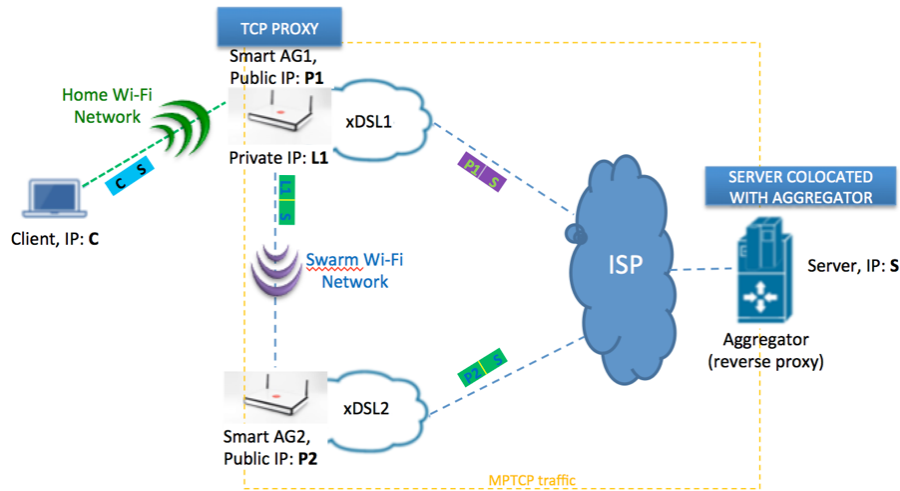 TCP PROXY
Smart AG1,
Public IP: P1
Home Wi-Fi
Network
xDSL1
C S
P1 S
Private IP: L1
L1 S
SERVER COLOCATED
WITH AGGREGATOR
Client, IP: C
Swarm Wi-Fi
Network
ISP
Server, IP: S
Aggregator
(reverse proxy)
P2 S
xDSL2
Smart AG2,
Public IP: P2
MPTCP traffic